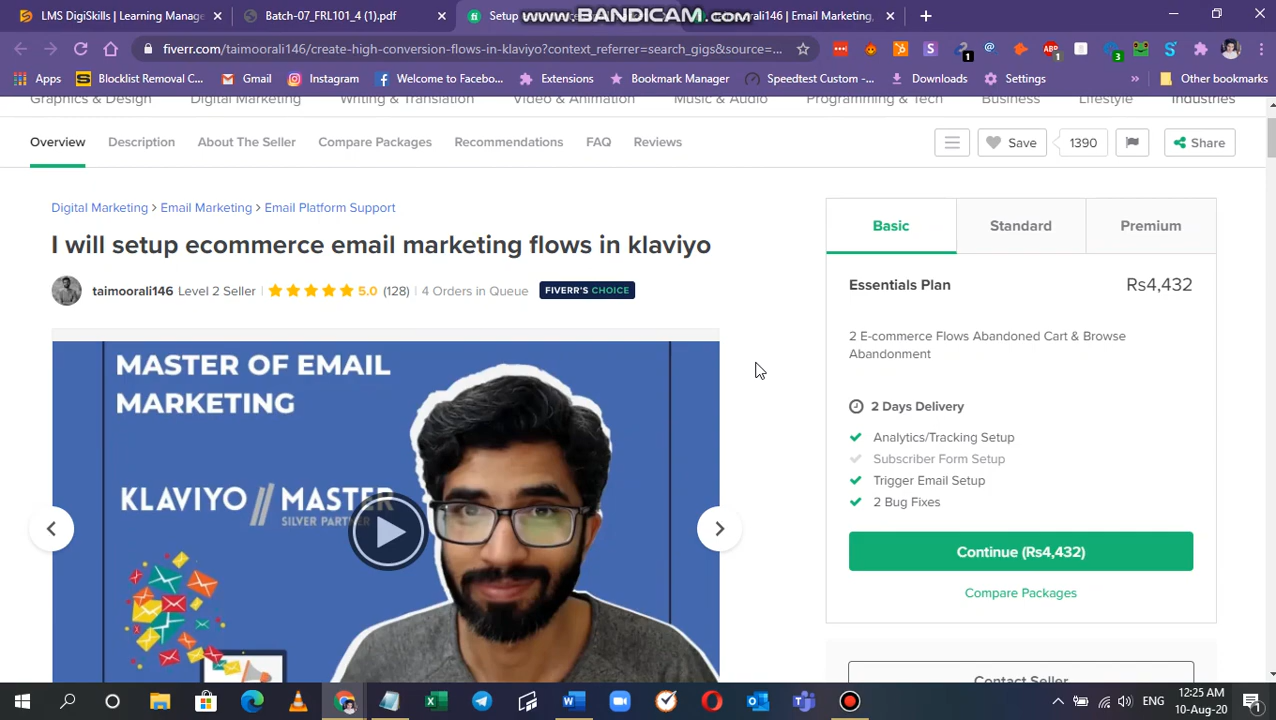 LMS DigiSkills | Learning Manage
Batch-07_FRL101_4 (1).pdf
Setup
www.BANDICAM.com
rali146 | Email Marketing,
fiverr.com/taimoorali146/create-high-conversion-flows-in-klaviyo?context_referrer=search_gigs&source=...
Apps
Blocklist Removal C...
Gmail
Instagram
Welcome to Facebo...
Extensions
Bookmark Manager
Speedtest Custom -...
Downloads
Settings
»
Other bookmarks
Graphics & Design
Digital Marketing
Writing & Translation
Video & Animation
Music & Audio
Programming & Tech
Business
Lifestyle
Industries
Overview
Description
About The Seller
Compare Packages
Recommendations
FAQ
Reviews
Save
1390
Share
Digital Marketing > Email Marketing > Email Platform Support
I will setup ecommerce email marketing flows in klaviyo
taimoorali146 Level 2 Seller
5.0 (128)
4 Orders in Queue
FIVERR'S CHOICE
MASTER OF EMAIL
MARKETING
KLAVIYO // MASTER
SILVER PARTNER
Basic
Standard
Premium
Essentials Plan
Rs4,432
2 E-commerce Flows Abandoned Cart & Browse
Abandonment
2 Days Delivery
Analytics/Tracking Setup
Subscriber Form Setup
Trigger Email Setup
2 Bug Fixes
Continue (Rs4,432)
Compare Packages
Contact Seller
ENG
12:25 AM
10-Aug-20